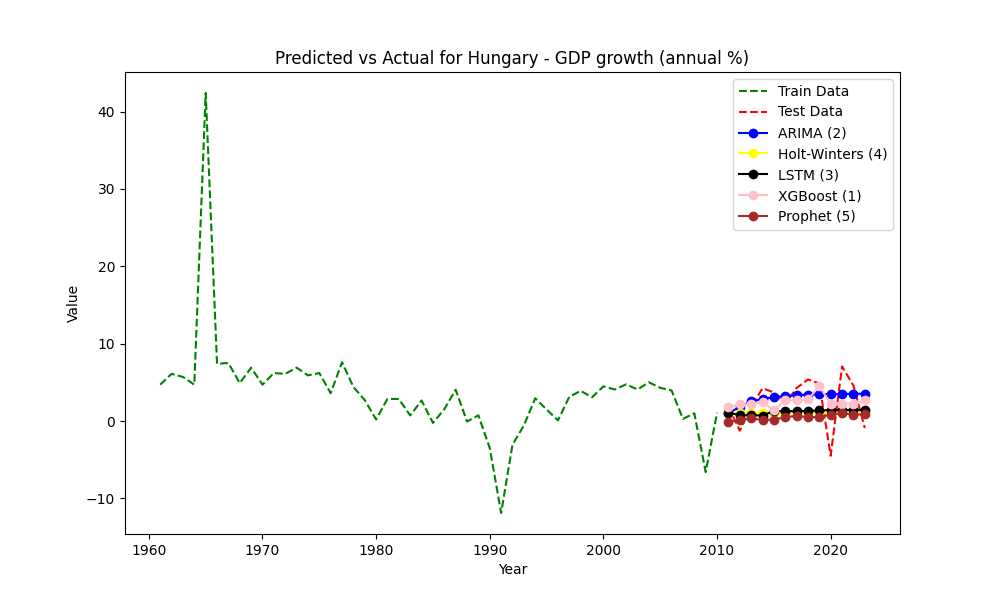 Predicted vs Actual for Hungary - GDP growth (annual %)
Train Data
Test Data
ARIMA (2)
Holt-Winters (4)
LSTM (3)
XGBoost (1)
Prophet (5)
40
30
20
10
0
−10
Value
1960 1970 1980 1990 2000 2010 2020
Year